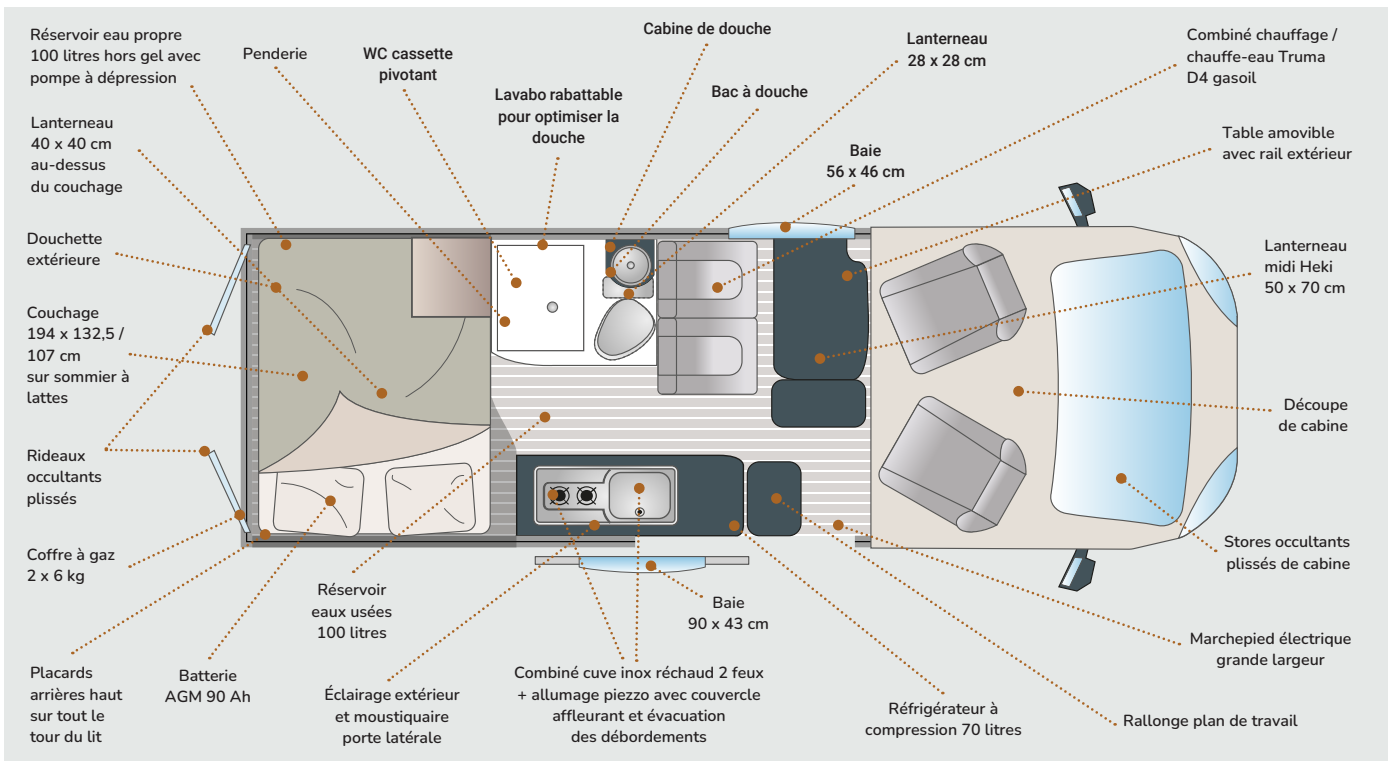 Réservoir eau propre
100 litres hors gel avec
pompe à dépression
Penderie
WC cassette
pivotant
Lavabo rabattable
pour optimiser la
douche
Cabine de douche
Bac à douche
Lanterneau
28 x 28 cm
Baie
56 x 46 cm
Combiné chauffage /
chauffe-eau Truma
D4 gasoil
Table amovible
avec rail extérieur
Lanterneau
midi Heki
50 x 70 cm
Découpe
de cabine
Stores occultants
plissés de cabine
Marchepied électrique
grande largeur
Rallonge plan de travail
Réfrigérateur à
compression 70 litres
Baie
90 x 43 cm
Combiné cuve inox réchaud 2 feux
+ allumage piezzo avec couvercle
affleurant et évacuation
des débordements
Éclairage extérieur
et moustiquaire
porte latérale
Réservoir
eaux usées
100 litres
Batterie
AGM 90 Ah
Placards
arrières haut
sur tout le
tour du lit
Coffre à gaz
2 x 6 kg
Rideaux
occultants
plissés
Couchage
194 x 132,5 /
107 cm
sur sommier à
lattes
Douchette
extérieure
Lanterneau
40 x 40 cm
au-dessus
du couchage